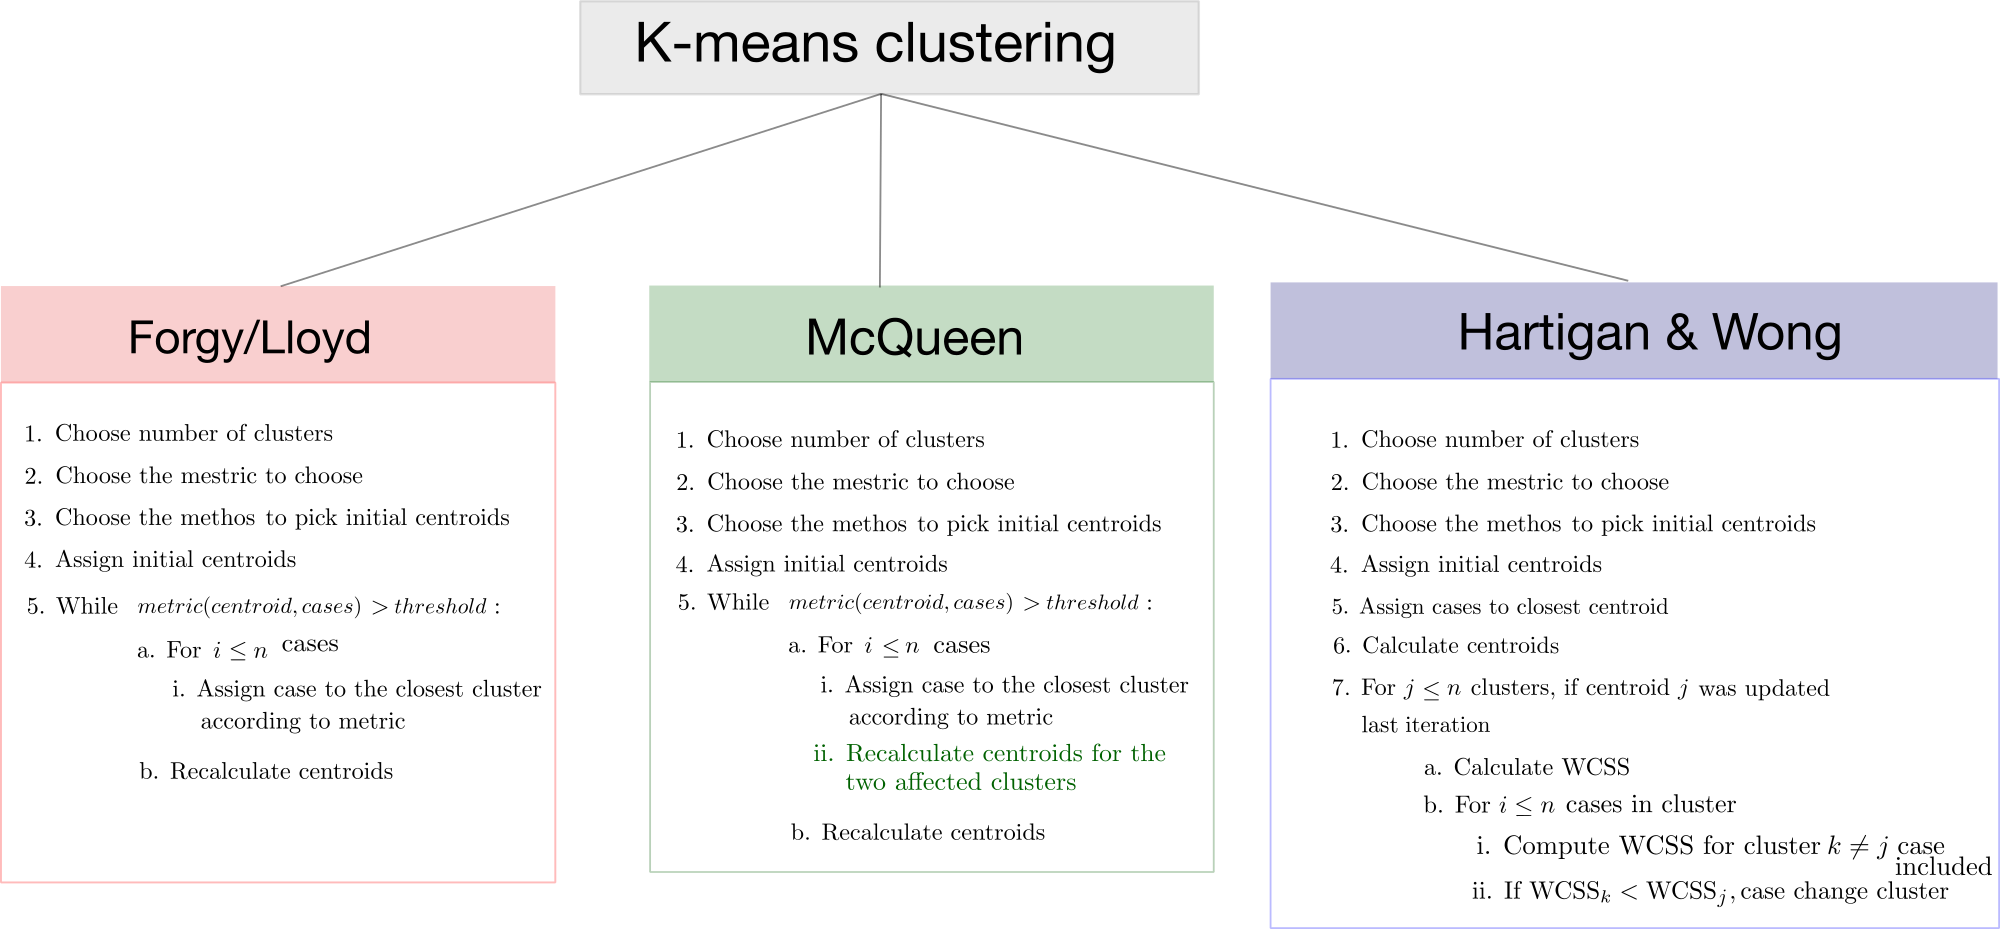 K-means clustering
Forgy/Lloyd
1. Choose number of clusters
2. Choose the mestric to choose
3. Choose the methos to pick initial centroids
4. Assign initial centroids
5. While metric(centroid, cases) > threshold :
a. For i ≤ n cases
i. Assign case to the closest cluster
according to metric
b. Recalculate centroids
McQueen
1. Choose number of clusters
2. Choose the mestric to choose
3. Choose the methos to pick initial centroids
4. Assign initial centroids
5. While metric(centroid, cases) > threshold :
a. For i ≤ n cases
i. Assign case to the closest cluster
according to metric
ii. Recalculate centroids for the
two affected clusters
b. Recalculate centroids
Hartigan & Wong
1. Choose number of clusters
2. Choose the mestric to choose
3. Choose the methos to pick initial centroids
4. Assign initial centroids
5. Assign cases to closest centroid
6. Calculate centroids
7. For j ≤ n clusters, if centroid j was updated
last iteration
a. Calculate WCSS
b. For i ≤ n cases in cluster
i. Compute WCSS for cluster k ≠ j case
included
ii. If WCSSₖ < WCSSⱼ, case change cluster